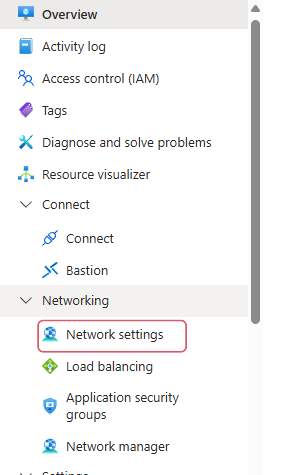 Overview
Activity log
Access control (IAM)
Tags
Diagnose and solve problems
Resource visualizer
Connect
Connect
Bastion
Networking
Network settings
Load balancing
Application security
groups
Network manager
Settings